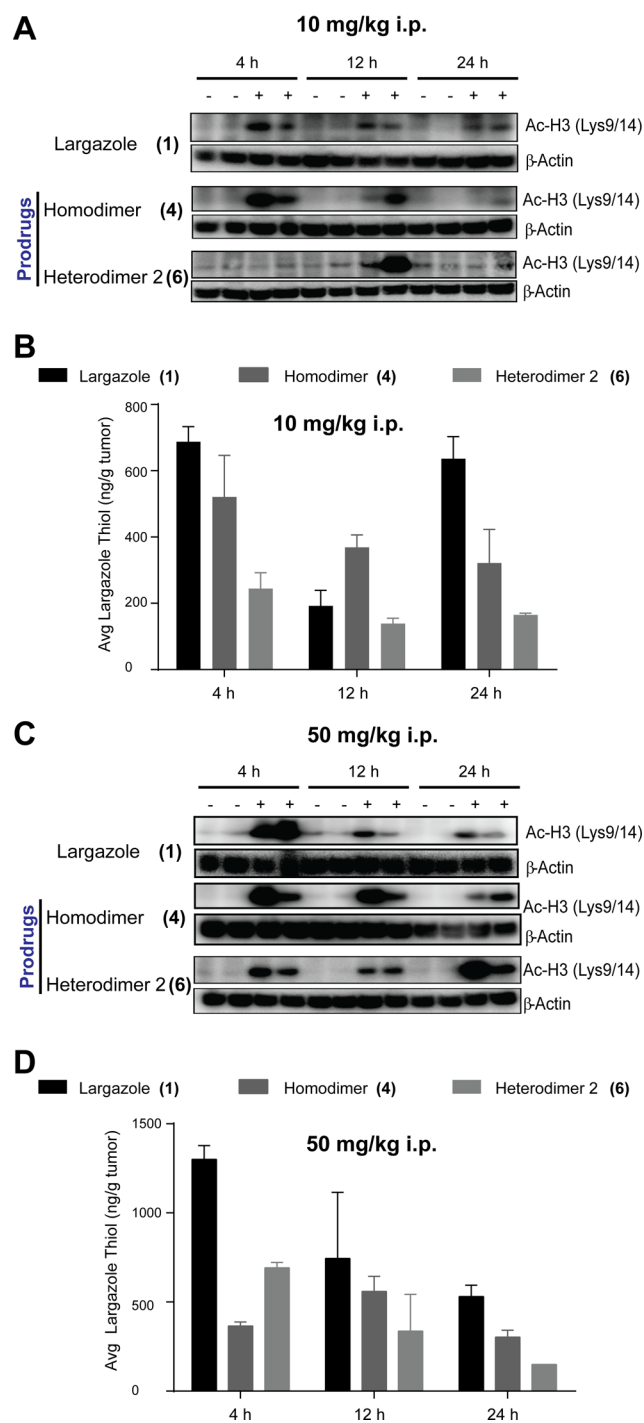 A
10 mg/kg i.p.
4 h 12 h 24 h
- - + + - - + + - - + +
Largazole (1) Ac-H3 (Lys9/14)
β-Actin
Prodrugs
Homodimer (4) Ac-H3 (Lys9/14)
β-Actin
Heterodimer 2 (6) Ac-H3 (Lys9/14)
β-Actin
B
Largazole (1) Homodimer (4) Heterodimer 2 (6)
10 mg/kg i.p.
Avg Largazole Thiol (ng/g tumor)
800
600
400
200
0
4 h 12 h 24 h
C
50 mg/kg i.p.
4 h 12 h 24 h
- - + + - - + + - - + +
Largazole (1) Ac-H3 (Lys9/14)
β-Actin
Prodrugs
Homodimer (4) Ac-H3 (Lys9/14)
β-Actin
Heterodimer 2 (6) Ac-H3 (Lys9/14)
β-Actin
D
Largazole (1) Homodimer (4) Heterodimer 2 (6)
50 mg/kg i.p.
Avg Largazole Thiol (ng/g tumor)
1500
1000
500
0
4 h 12 h 24 h